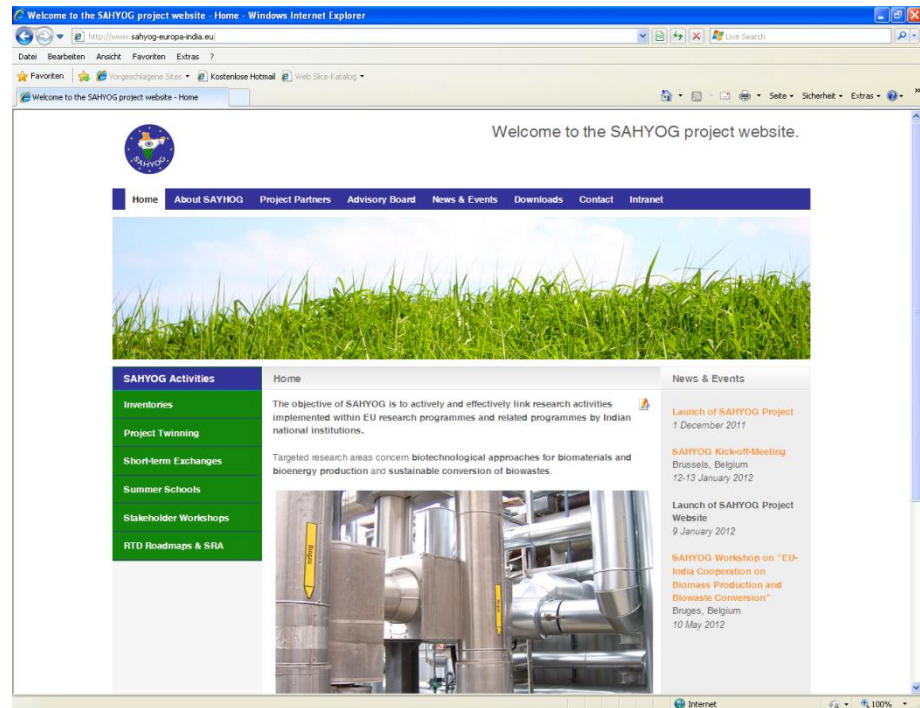 Welcome to the SAHYOG project website - Home - Windows Internet Explorer
http://www.sahyog-europa-india.eu/
Live Search
Datei Bearbeiten Ansicht Favoriten Extras ?
Favoriten Vorgeschlagene Sites Kostenlose Hotmail Web Slice-Katalog
Welcome to the SAHYOG project website - Home
Seite Sicherheit Extras »
SAHYOG
Welcome to the SAHYOG project website.
Home About SAYHOG Project Partners Advisory Board News & Events Downloads Contact Intranet
SAHYOG Activities
Inventories
Project Twinning
Short-term Exchanges
Summer Schools
Stakeholder Workshops
RTD Roadmaps & SRA
Home
The objective of SAHYOG is to actively and effectively link research activities
implemented within EU research programmes and related programmes by Indian
national institutions.
Targeted research areas concern biotechnological approaches for biomaterials and
bioenergy production and sustainable conversion of biowastes.
Biogas
News & Events
Launch of SAHYOG Project
1 December 2011
SAHYOG Kick-off-Meeting
Brussels, Belgium
12-13 January 2012
Launch of SAHYOG Project
Website
9 January 2012
SAHYOG Workshop on "EU-
India Cooperation on
Biomass Production and
Biowaste Conversion"
Bruges, Belgium
10 May 2012
Internet
100%